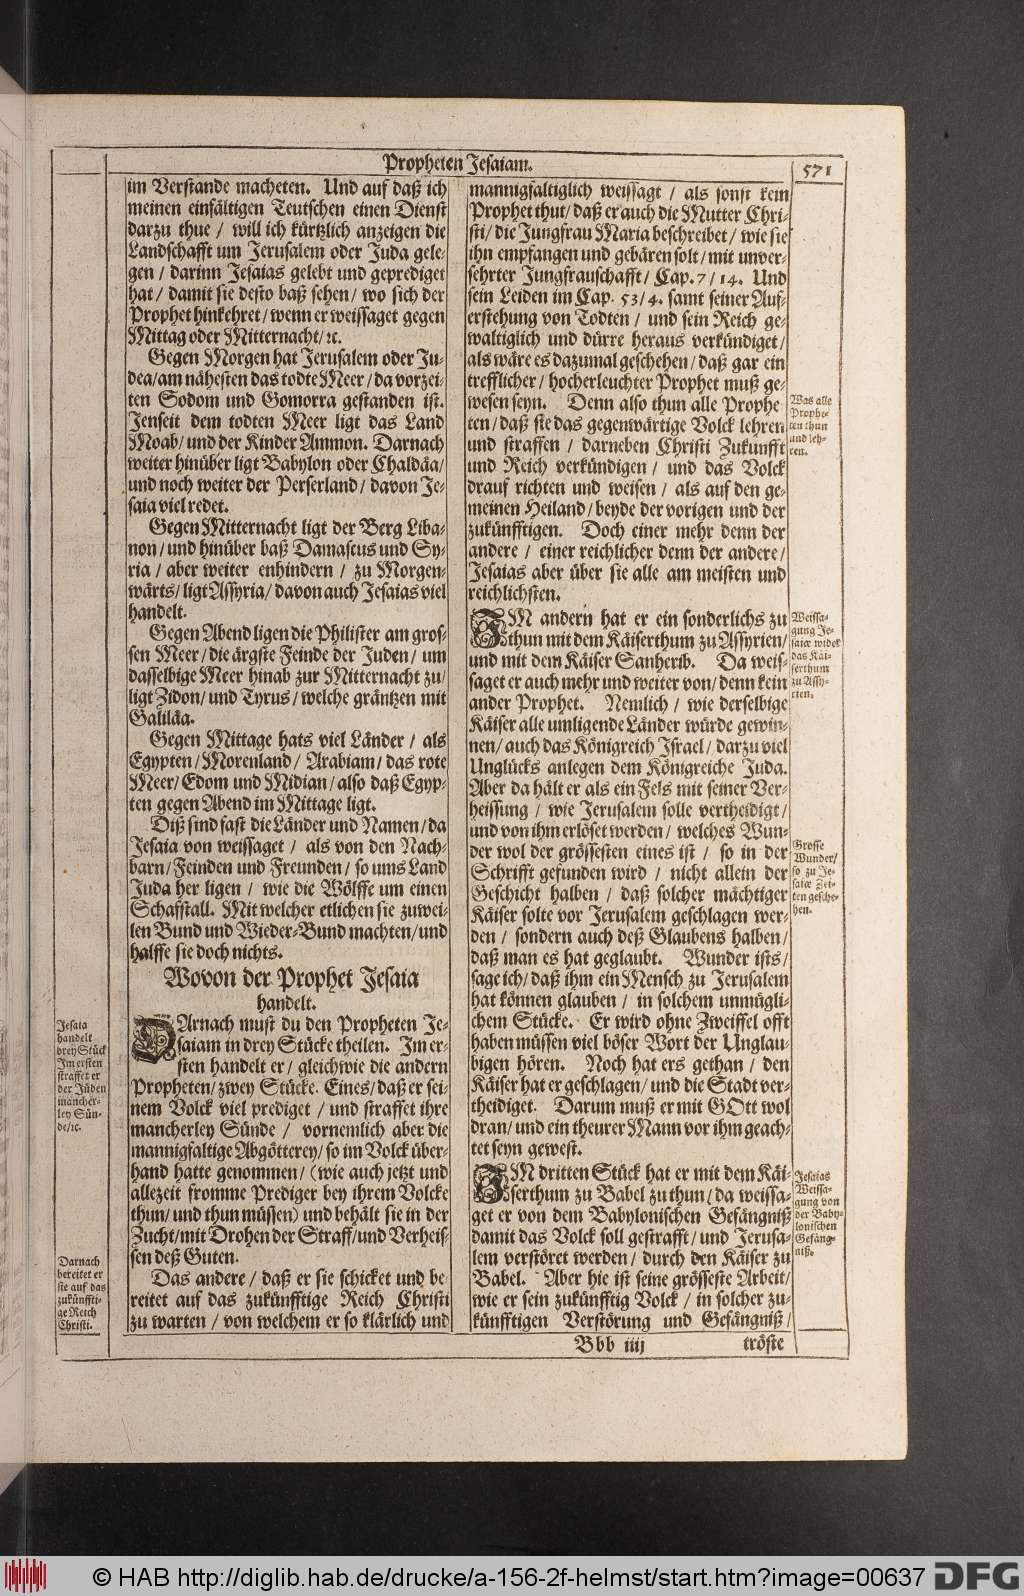 Propheten Jesaiam.
571
im Verstande macheten. Und auf daß ich
meinen einfältigen Teutschen einen Dienst
darzu thue / will ich kürtzlich anzeigen die
Landschafft um Jerusalem oder Juda gele-
gen / darinn Jesaias gelebt und geprediget
hat / damit sie desto baß sehen / wo sich der
Prophet hinkehret / wenn er weissaget gegen
Mittag oder Mitternacht / ꝛc.
Gegen Morgen hat Jerusalem oder Ju-
dea / am nähesten das todte Meer / da vorzei-
ten Sodom und Gomorra gestanden ist.
Jenseit dem todten Meer ligt das Land
Moab / und der Kinder Ammon. Darnach
weiter hinüber ligt Babylon oder Chaldäa /
und noch weiter der Perserland / davon Je-
saia viel redet.
Gegen Mitternacht ligt der Berg Liba-
non / und hinüber baß Damascus und Sy-
ria / aber weiter enhindern / zu Morgen-
wärts / ligt Assyria / davon auch Jesaias viel
handelt.
Gegen Abend ligen die Philister am gros-
sen Meer / die ärgste Feinde der Juden / um
dasselbige Meer hinab zur Mitternacht zu /
ligt Zidon / und Tyrus / welche gräntzen mit
Galiläa.
Gegen Mittage hats viel Länder / als
Egypten / Morenland / Arabiam / das rote
Meer / Edom und Midian / also daß Egyp-
ten gegen Abend im Mittage ligt.
Diß sind fast die Länder und Namen / da
Jesaia von weissaget / als von den Nach-
barn / Feinden und Freunden / so ums Land
Juda her ligen / wie die Wölffe um einen
Schafstall. Mit welcher etlichen sie zuwei-
len Bund und Wieder-Bund machten / und
halffe sie doch nichts.
Wovon der Prophet Jesaia
handelt.
DArnach must du den Propheten Je-
saiam in drey Stücke theilen. Im er-
sten handelt er / gleichwie die andern
Propheten / zwey Stücke. Eines / daß er sei-
nem Volck viel prediget / und straffet ihre
mancherley Sünde / vornemlich aber die
mannigfaltige Abgötterey / so im Volck über-
hand hatte genommen / (wie auch jetzt und
allezeit fromme Prediger bey ihrem Volcke
thun / und thun müssen) und behält sie in der
Zucht / mit Drohen der Straff / und Verheis-
sen deß Guten.
Das andere / daß er sie schicket und be-
reitet auf das zukünfftige Reich Christi
zu warten / von welchem er so klärlich und
Jesaia
handelt
drey Stück
Im ersten
straffet er
der Jüden
mancher-
ley Sün-
de / ꝛc.
Darnach
bereitet er
sie auf das
zukünffti-
ge Reich
Christi.
mannigfaltiglich weissagt / als sonst kein
Prophet thut / daß er auch die Mutter Chri-
sti / die Jungfrau Maria beschreibet / wie sie
ihn empfangen und gebären solt / mit unver-
sehrter Jungfrauschafft / Cap. 7 / 14. Und
sein Leiden im Cap. 53 / 4. samt seiner Auf-
erstehung von Todten / und sein Reich ge-
waltiglich und dürre heraus verkündiget /
als wäre es dazumal geschehen / daß gar ein
trefflicher / hocherleuchter Prophet muß ge-
wesen seyn. Denn also thun alle Prophe
ten / daß sie das gegenwärtige Volck lehren
und straffen / darneben Christi Zukunfft
und Reich verkündigen / und das Volck
drauf richten und weisen / als auf den ge-
meinen Heiland / beyde der vorigen und der
zukünfftigen. Doch einer mehr denn der
andere / einer reichlicher denn der andere /
Jesaias aber über sie alle am meisten und
reichlichsten.
IM andern hat er ein sonderlichs zu
thun mit dem Käiserthum zu Assyrien /
und mit dem Käiser Sanherib. Da weis-
saget er auch mehr und weiter von / denn kein
ander Prophet. Nemlich / wie derselbige
Käiser alle umligende Länder würde gewin-
nen / auch das Königreich Israel / darzu viel
Unglücks anlegen dem Königreiche Juda.
Aber da hält er als ein Fels mit seiner Ver-
heissung / wie Jerusalem solle vertheidigt /
und von ihm erlöset werden / welches Wun-
der wol der grössesten eines ist / so in der
Schrifft gefunden wird / nicht allein der
Geschicht halben / daß solcher mächtiger
Käiser solte vor Jerusalem geschlagen wer-
den / sondern auch deß Glaubens halben /
daß man es hat geglaubt. Wunder ists /
sage ich / daß ihm ein Mensch zu Jerusalem
hat können glauben / in solchem unmügli-
chem Stücke. Er wird ohne Zweiffel offt
haben müssen viel böser Wort der Unglau-
bigen hören. Noch hat ers gethan / den
Käiser hat er geschlagen / und die Stadt ver-
theidiget. Darum muß er mit GOtt wol
dran / und ein theurer Mann vor ihm geach-
tet seyn gewest.
IM dritten Stück hat er mit dem Käi-
serthum zu Babel zu thun / da weissa-
get er von dem Babylonischen Gefängniß
damit das Volck soll gestrafft / und Jerusa-
lem verstöret werden / durch den Käiser zu
Babel. Aber hie ist seine grösseste Arbeit /
wie er sein zukünfftig Volck / in solcher zu-
künfftigen Verstörung und Gefängniß /
Was alle
Prophe-
ten thun
und leh-
ren.
Weissa-
gung Je-
saiæ wider
das Käi-
serthum
zu Assy-
rien.
Grosse
Wunder /
so zu Je-
saiæ Zei-
ten gesche-
hen.
Jesaias
Weissa-
gung von
der Baby-
lonischen
Gefäng-
niß.
Bbb iiij
tröste
© HAB http://diglib.hab.de/drucke/a-156-2f-helmst/start.htm?image=00637
DFG